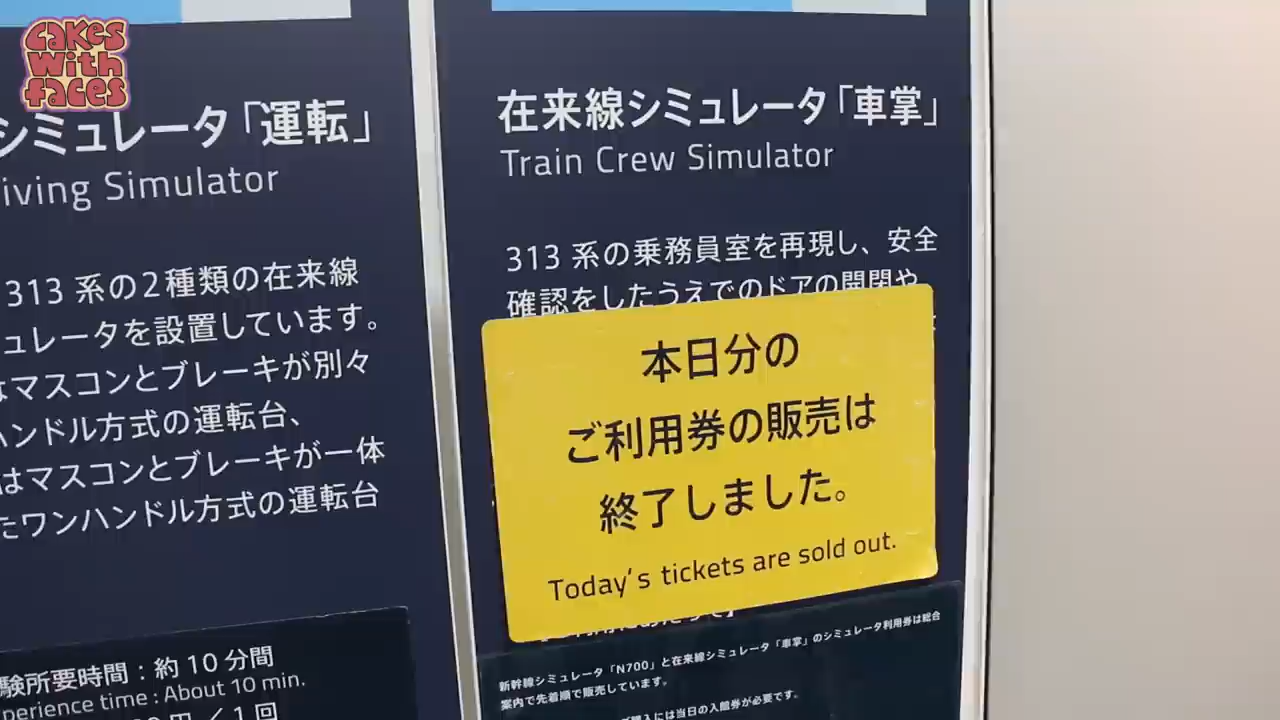 Cakes
With
faces
シミュレータ「運転」
iving Simulator
313 系の2種類の在来線
ュレータを設置しています。
はマスコンとブレーキが別々
ハンドル方式の運転台、
はマスコンとブレーキが一体
たワンハンドル方式の運転台
験所要時間：約 10 分間
perience time : About 10 min.
円 ／ 1 回
在来線シミュレータ「車掌」
Train Crew Simulator
313 系の乗務員室を再現し、安全
確認をしたうえでのドアの開閉や
本日分の
ご利用券の販売は
終了しました。
Today's tickets are sold out.
新幹線シミュレータ「N700」と在来線シミュレータ「車掌」のシミュレータ利用券は総合
案内で先着順で販売しています。
購入には当日の入館券が必要です。